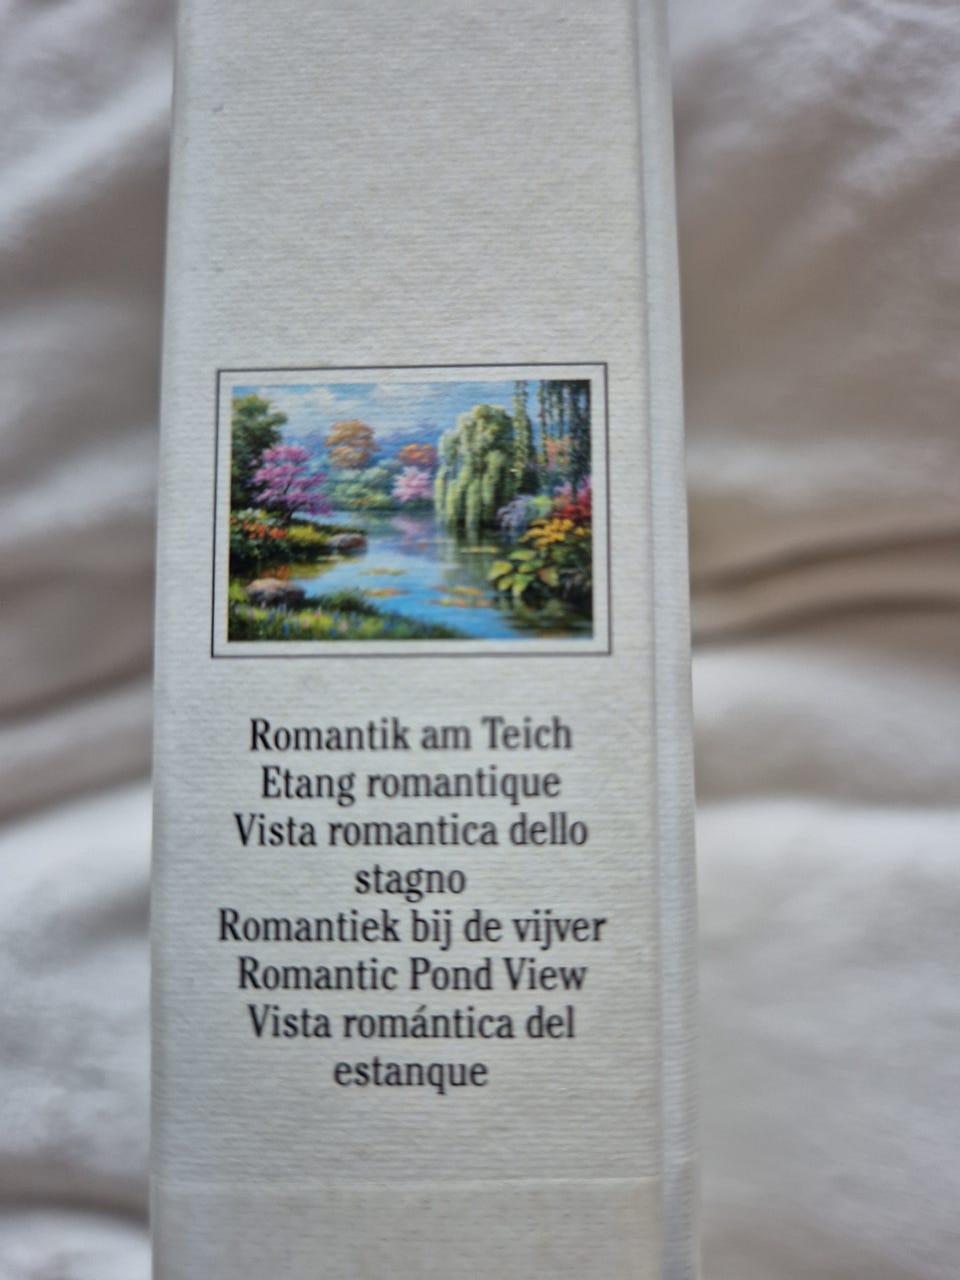 Romantik am Teich
Etang romantique
Vista romantica dello
stagno
Romantiek bij de vijver
Romantic Pond View
Vista romántica del
estanque